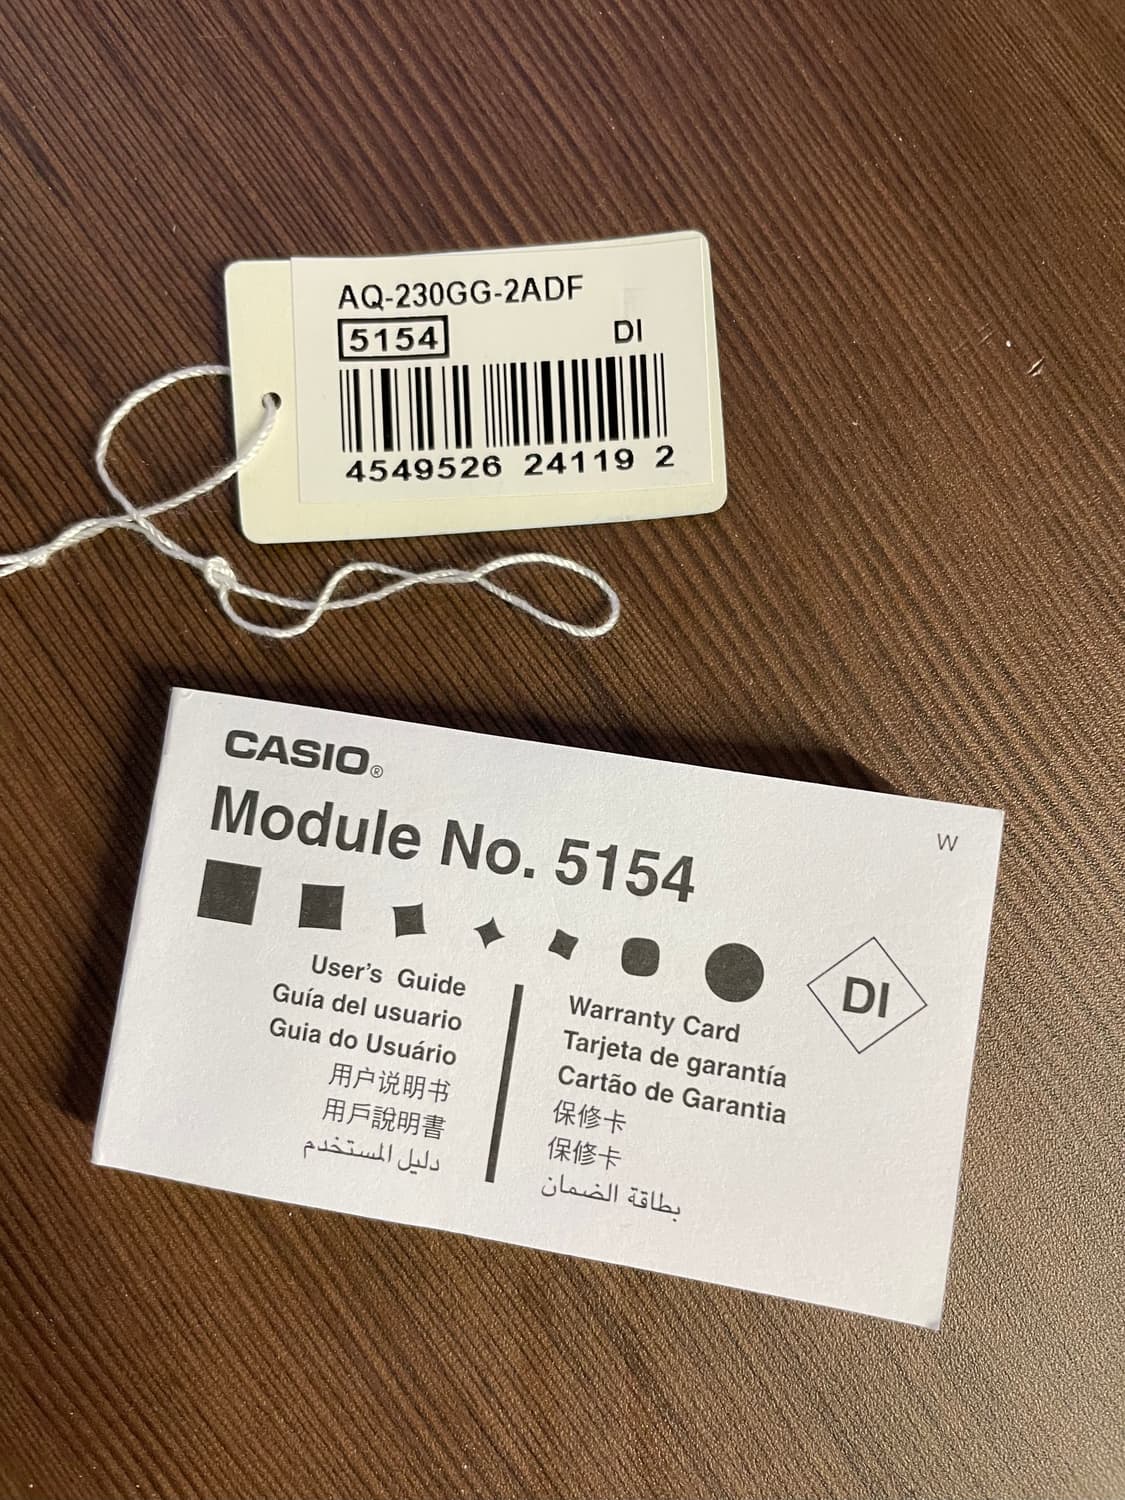 AQ-230GG-2ADF
5154 DI
4549526 24119 2
CASIO®
Module No. 5154
W
DI
User's Guide
Guía del usuario
Guia do Usuário
用户说明书
用戶說明書
دليل المستخدم
Warranty Card
Tarjeta de garantía
Cartão de Garantia
保修卡
保修卡
بطاقة الضمان